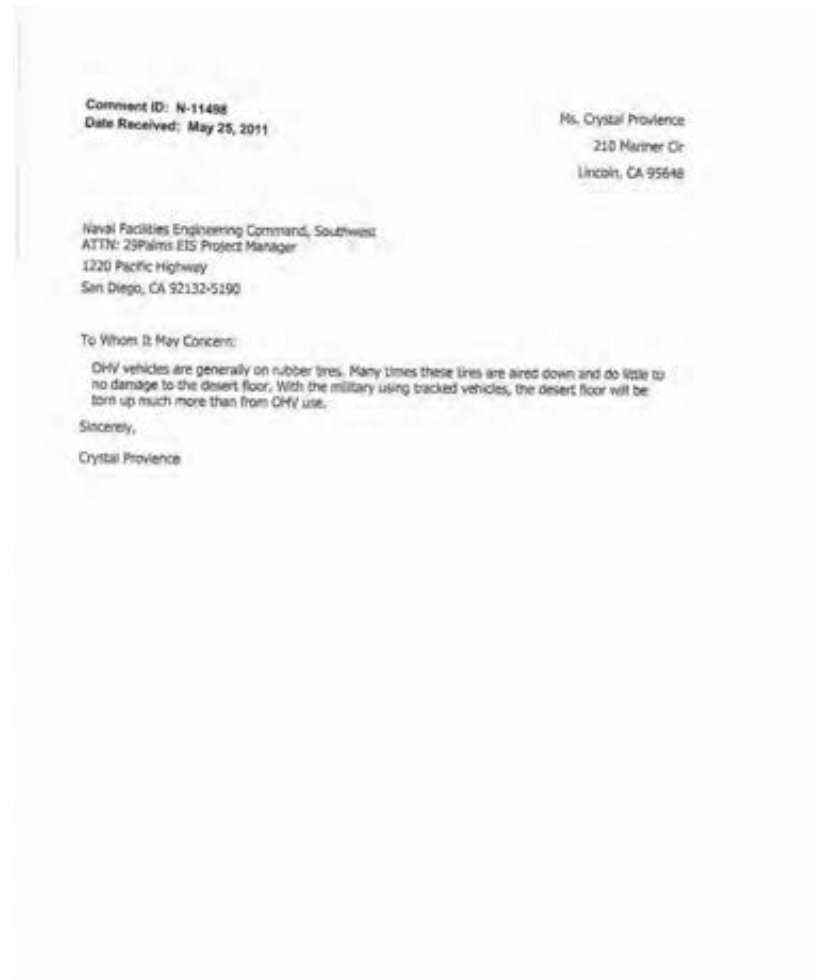 Comment ID: N-11498
Date Received: May 25, 2011
Ms. Crystal Provience
210 Mariner Cir
Lincoln, CA 95648
Naval Facilities Engineering Command, Southwest
ATTN: 29Palms EIS Project Manager
1220 Pacific Highway
San Diego, CA 92132-5190
To Whom It May Concern:
OHV vehicles are generally on rubber tires. Many times these tires are aired down and do little to
no damage to the desert floor. With the military using tracked vehicles, the desert floor will be
torn up much more than from OHV use.
Sincerely,
Crystal Provience